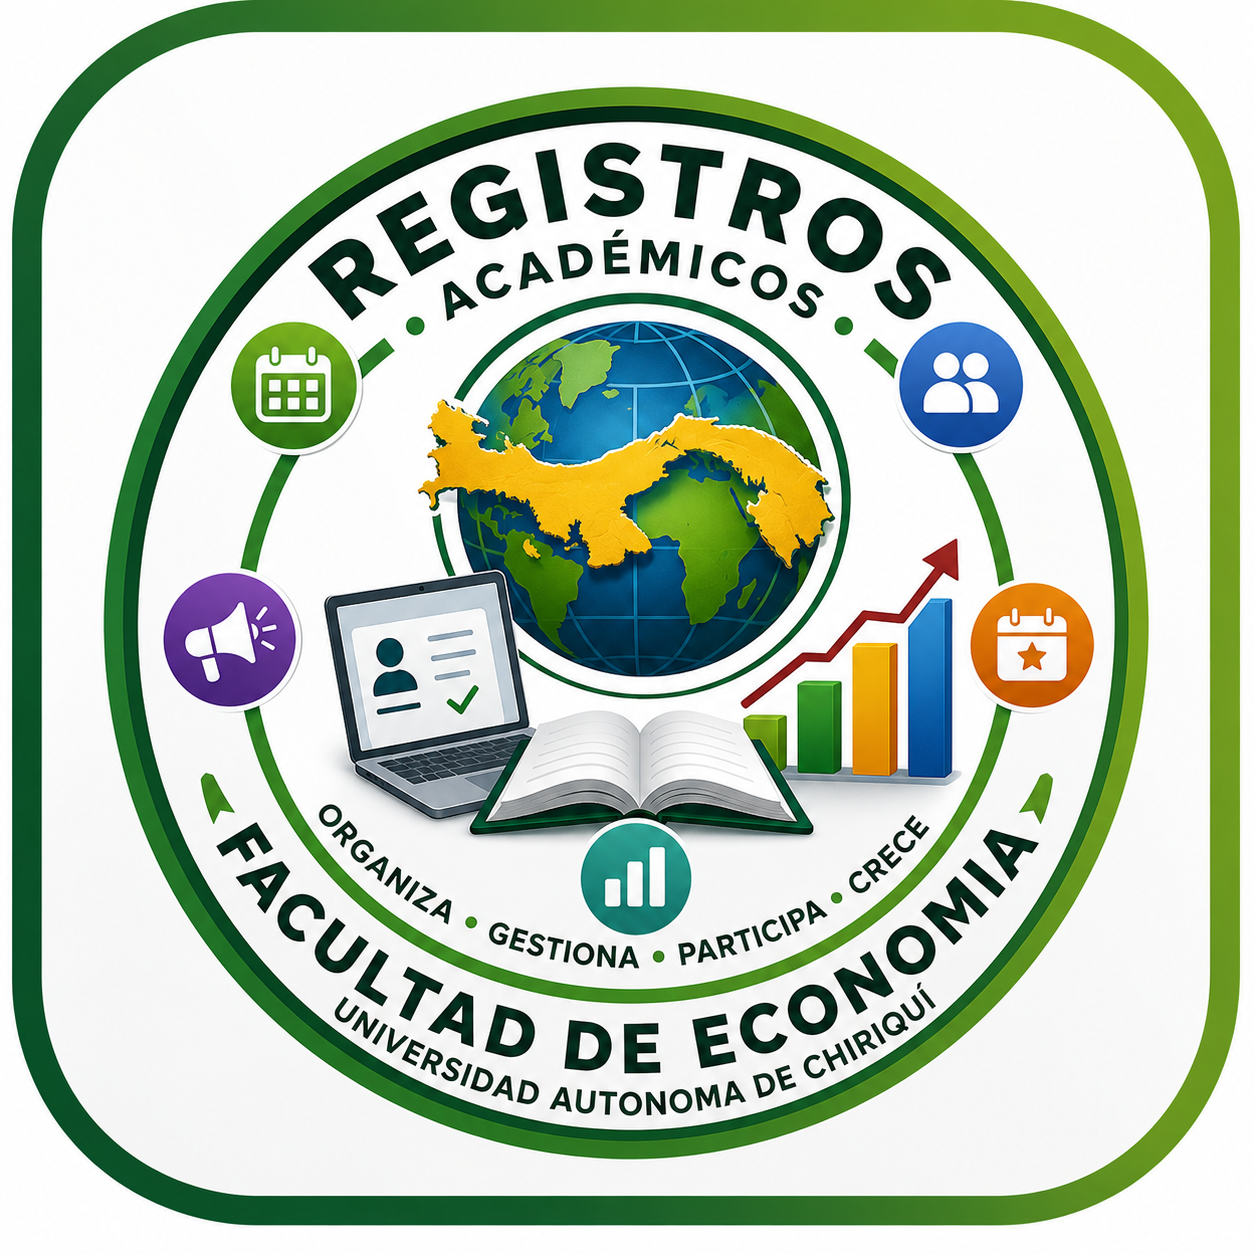 REGISTROS
• ACADÉMICOS •
ORGANIZA • GESTIONA • PARTICIPA • CRECE
FACULTAD DE ECONOMIA
UNIVERSIDAD AUTONOMA DE CHIRIQUÍ